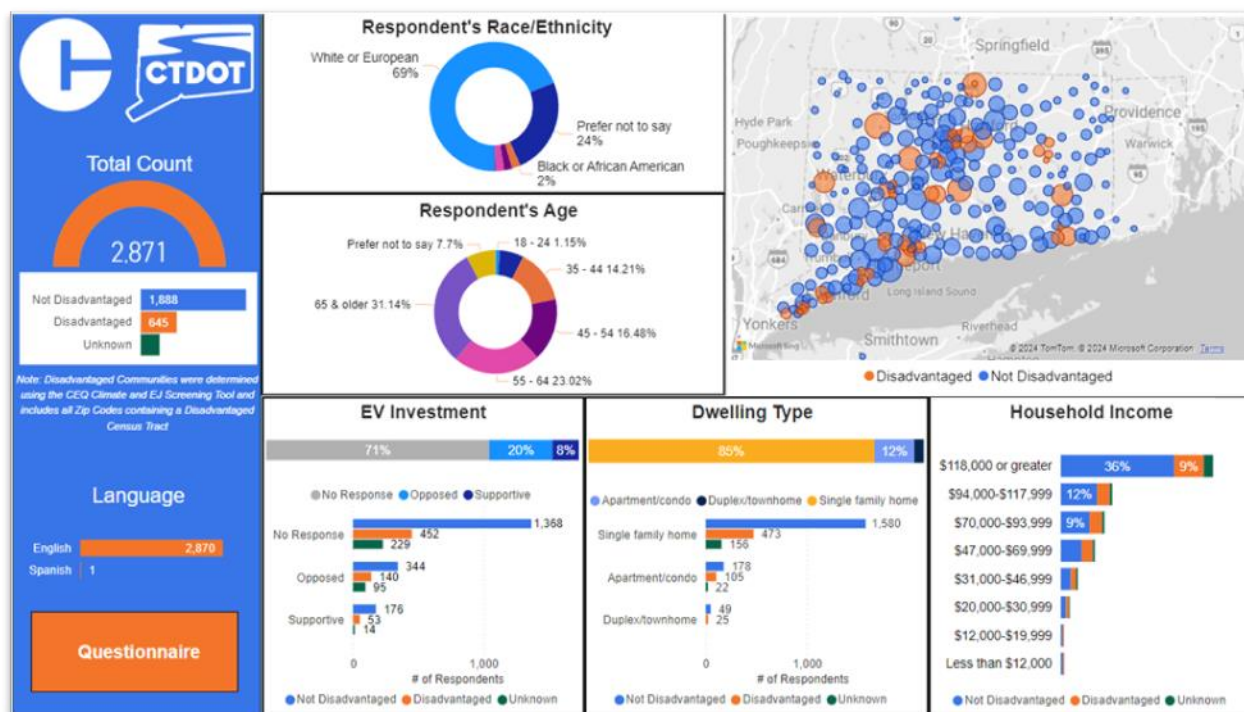 CTDOT
Total Count
2,871
Not Disadvantaged 1,888
Disadvantaged 645
Unknown
Note: Disadvantaged Communities were determined
using the CEQ Climate and EJ Screening Tool and
includes all Zip Codes containing a Disadvantaged
Census Tract
Language
English 2,870
Spanish 1
Questionnaire
Respondent's Race/Ethnicity
White or European
69%
Prefer not to say
24%
Black or African American
2%
Respondent's Age
Prefer not to say 7.7%
18 - 24 1.15%
35 - 44 14.21%
65 & older 31.14%
45 - 54 16.48%
55 - 64 23.02%
90
20
Springfield
395
Hyde Park
Poughkeepsie
Providence
195
Warwick
95
684
Long Island Sound
Yonkers
Riverhead
Smithtown
Microsoft Bing
© 2024 TomTom, © 2024 Microsoft Corporation Terms
Disadvantaged Not Disadvantaged
EV Investment
71% 20% 8%
No Response Opposed Supportive
No Response
1,368
452
229
Opposed
344
140
95
Supportive
176
53
14
0 1,000
# of Respondents
Not Disadvantaged Disadvantaged Unknown
Dwelling Type
85% 12%
Apartment/condo Duplex/townhome Single family home
Single family home
1,580
473
156
Apartment/condo
178
105
22
Duplex/townhome
49
25
0 1,000
# of Respondents
Not Disadvantaged Disadvantaged Unknown
Household Income
$118,000 or greater 36% 9%
$94,000-$117,999 12%
$70,000-$93,999 9%
$47,000-$69,999
$31,000-$46,999
$20,000-$30,999
$12,000-$19,999
Less than $12,000
Not Disadvantaged Disadvantaged Unknown